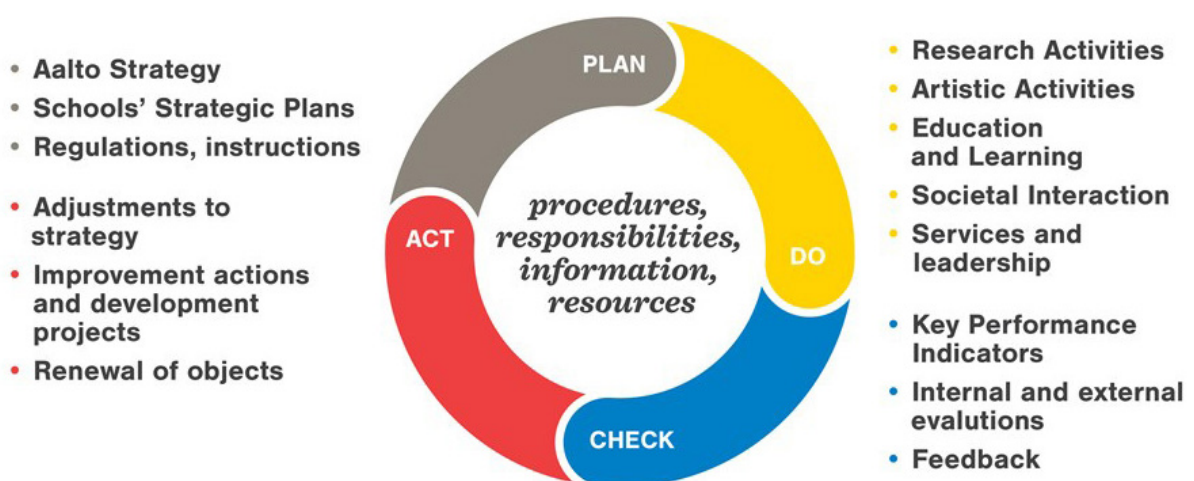 Aalto Strategy
Schools' Strategic Plans
Regulations, instructions
Adjustments to
strategy
Improvement actions
and development
projects
Renewal of objects
PLAN
DO
CHECK
ACT
procedures,
responsibilities,
information,
resources
Research Activities
Artistic Activities
Education
and Learning
Societal Interaction
Services and
leadership
Key Performance
Indicators
Internal and external
evalutions
Feedback